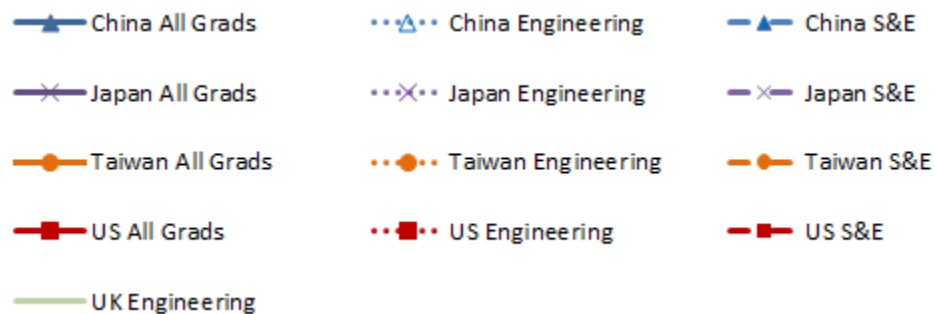 China All Grads China Engineering China S&E
Japan All Grads Japan Engineering Japan S&E
Taiwan All Grads Taiwan Engineering Taiwan S&E
US All Grads US Engineering US S&E
UK Engineering